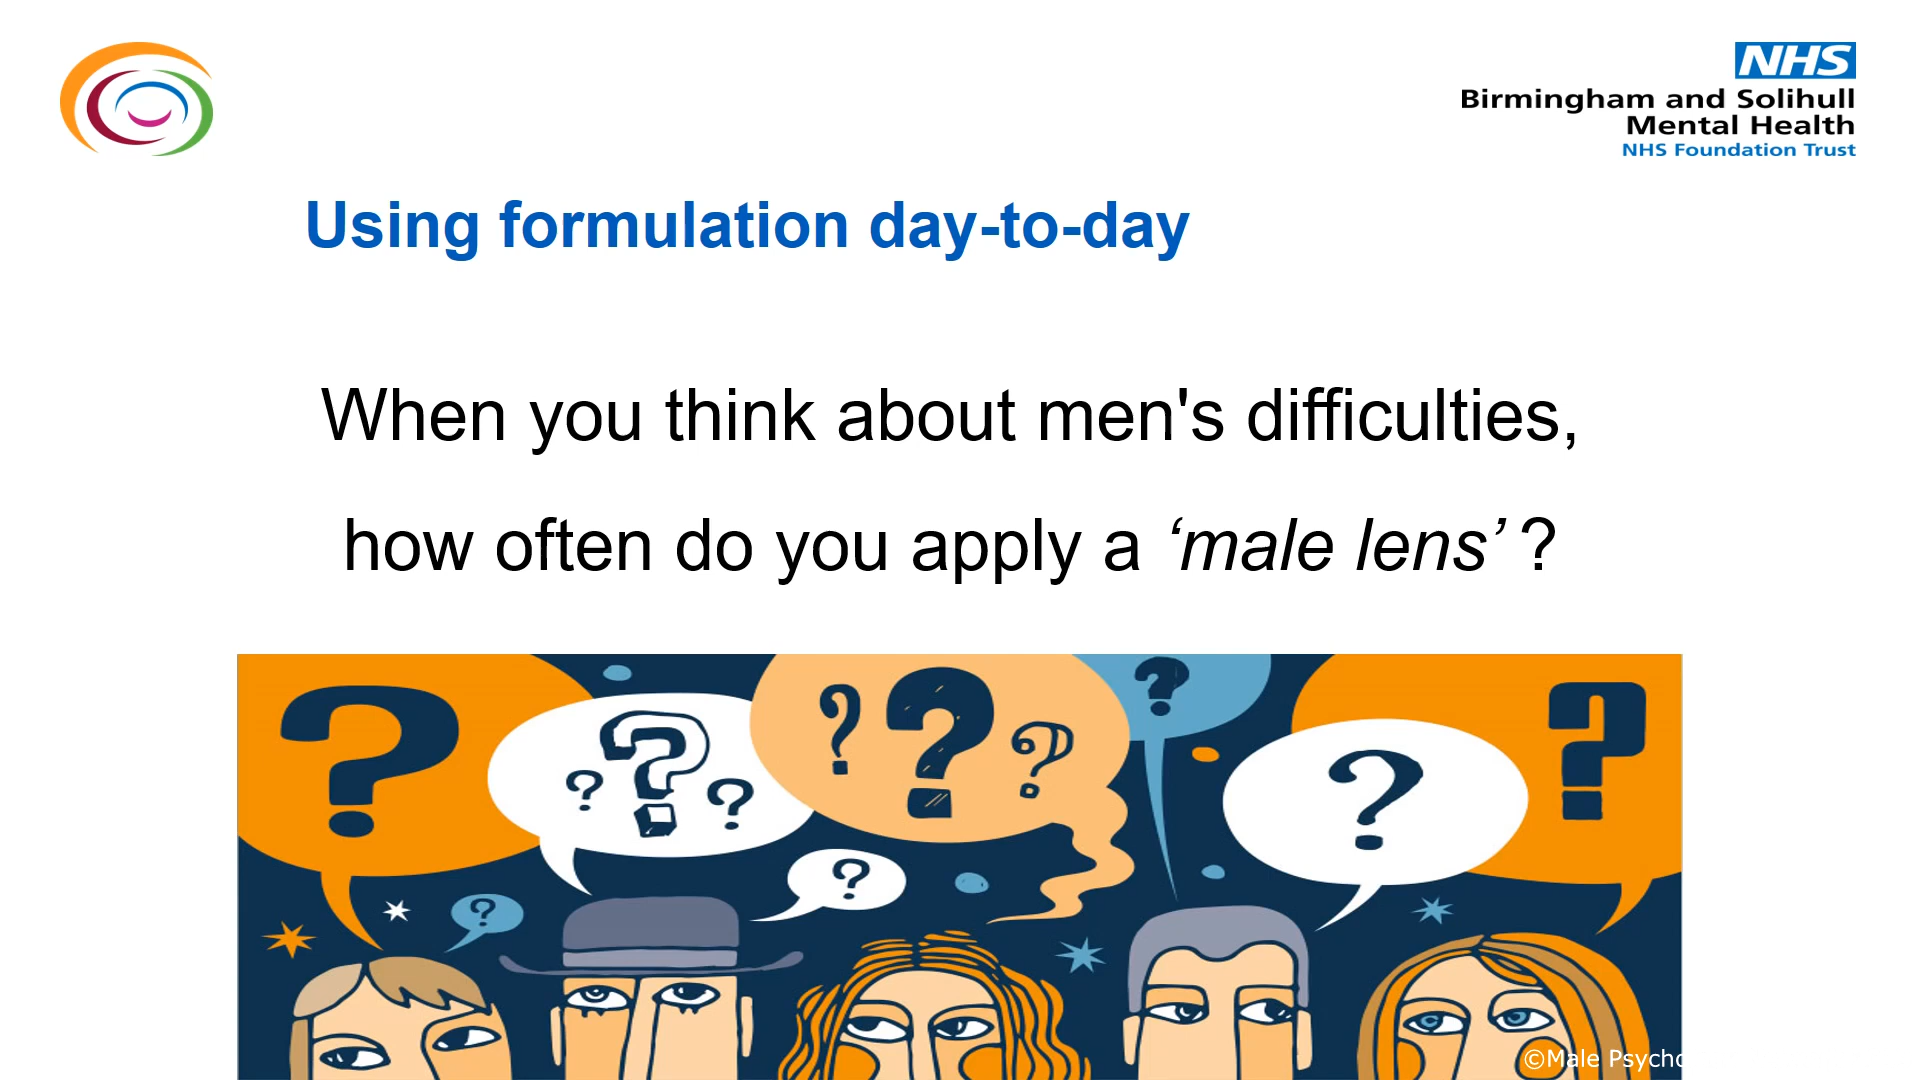 NHS
Birmingham and Solihull
Mental Health
NHS Foundation Trust
Using formulation day-to-day
When you think about men's difficulties,
how often do you apply a ‘male lens’ ?
? ? ? ? ? ? ? ? ? ?
? ?
©Male Psycho